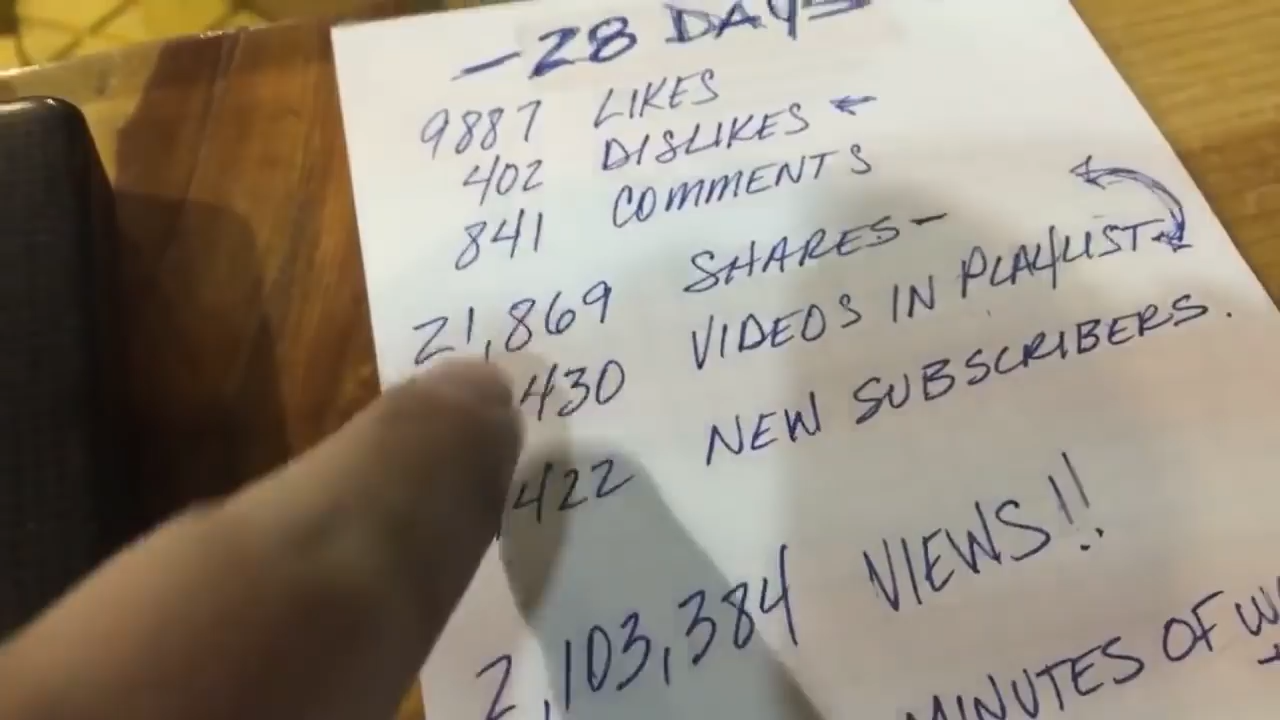 -28 DAYS
9887 LIKES
402 DISLIKES ←
841 COMMENTS
21,869 SHARES-
430 VIDEOS IN PLAYLIST
,422 NEW SUBSCRIBERS.
2,103,384 VIEWS!!
MINUTES OF